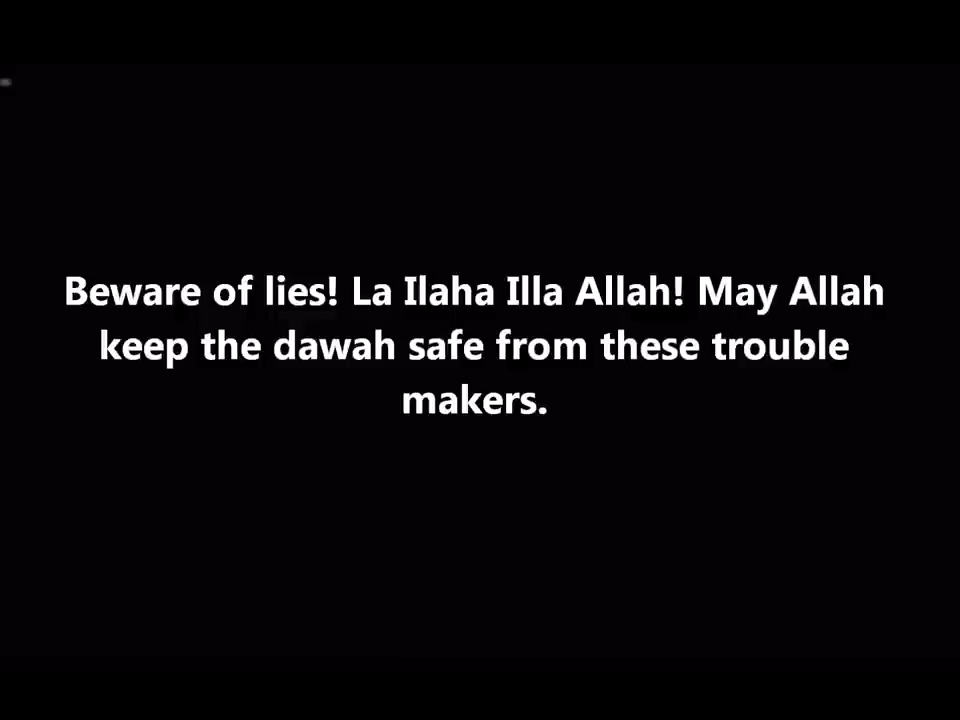 Beware of lies! La Ilaha Illa Allah! May Allah
keep the dawah safe from these trouble
makers.